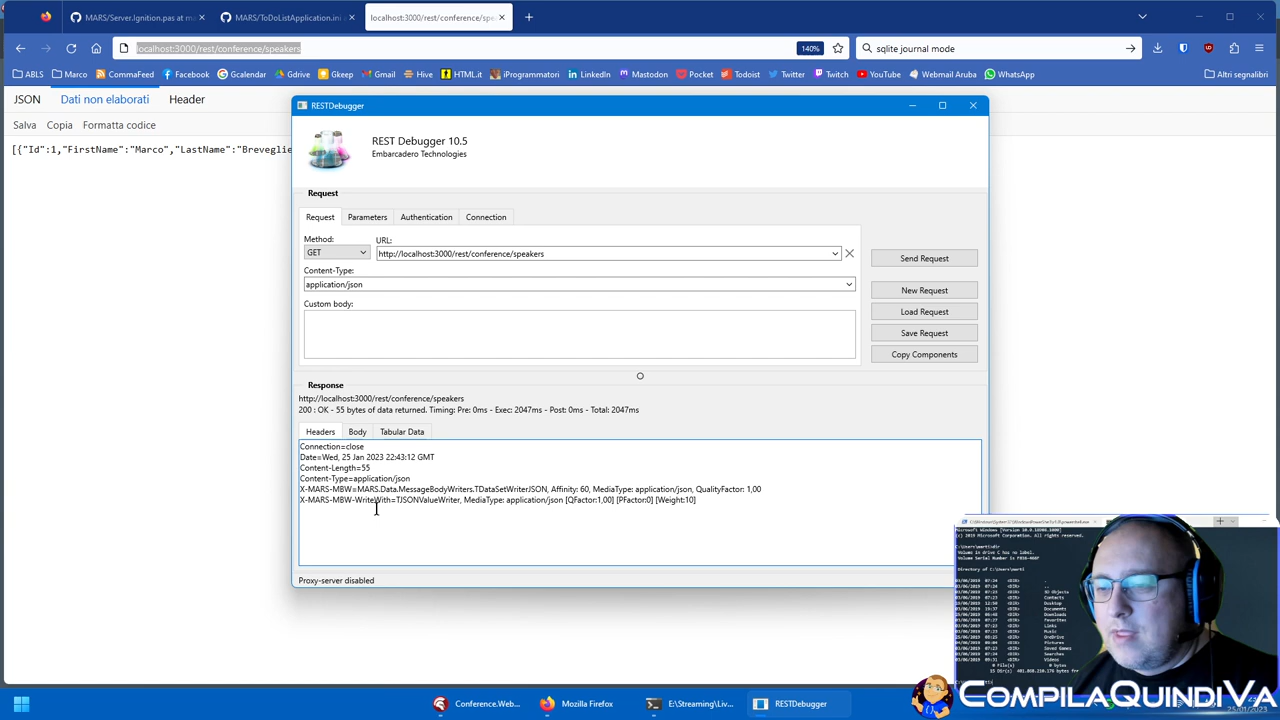 MARS/Server.Ignition.pas at m
MARS/ToDoListApplication.ini
localhost:3000/rest/conference/spe
localhost:3000/rest/conference/speakers
140%
sqlite journal mode
ABLS
Marco
CommaFeed
Facebook
Gcalendar
Gdrive
Gkeep
Gmail
Hive
HTML.it
iProgrammatori
LinkedIn
Mastodon
Pocket
Todoist
Twitter
Twitch
YouTube
Webmail Aruba
WhatsApp
Altri segnalibri
JSON
Dati non elaborati
Header
Salva
Copia
Formatta codice
[{"Id":1,"FirstName":"Marco","LastName":"Breveglie
RESTDebugger
REST Debugger 10.5
Embarcadero Technologies
Request
Request
Parameters
Authentication
Connection
Method:
URL:
GET
http://localhost:3000/rest/conference/speakers
Send Request
Content-Type:
application/json
New Request
Custom body:
Load Request
Save Request
Copy Components
Response
http://localhost:3000/rest/conference/speakers
200 : OK - 55 bytes of data returned. Timing: Pre: 0ms - Exec: 2047ms - Post: 0ms - Total: 2047ms
Headers
Body
Tabular Data
Connection=close
Date=Wed, 25 Jan 2023 22:43:12 GMT
Content-Length=55
Content-Type=application/json
X-MARS-MBW=MARS.Data.MessageBodyWriters.TDataSetWriterJSON, Affinity: 60, MediaType: application/json, QualityFactor: 1,00
X-MARS-MBW-WriteWith=TJSONValueWriter, MediaType: application/json [QFactor:1,00] [PFactor:0] [Weight:10]
Proxy-server disabled
Directory of C:\Users\marti
COMPILAQUINDIVA
Conference.Web...
Mozilla Firefox
E:\Streaming\Liv...
RESTDebugger
25/01/2023